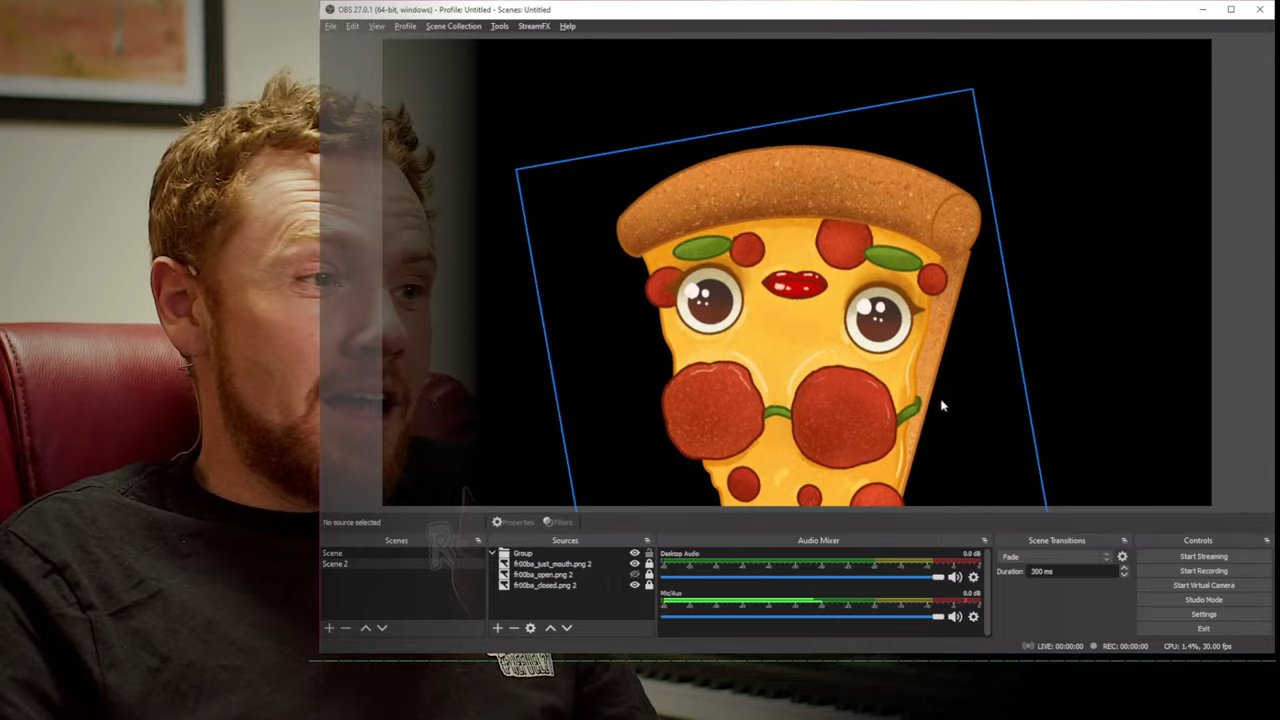 OBS 27.0.1 (64-bit, windows) - Profile: Untitled - Scenes: Untitled
File Edit View Profile Scene Collection Tools StreamFX Help
No source selected
Properties Filters
Scenes
Sources
Audio Mixer
Scene Transitions
Controls
Scene
Scene 2
Group
fr00ba_just_mouth.png 2
fr00ba_open.png 2
fr00ba_closed.png 2
Desktop Audio 0.0 dB
Mic/Aux 0.0 dB
Fade
Duration 300 ms
Start Streaming
Start Recording
Start Virtual Camera
Studio Mode
Settings
Exit
LIVE: 00:00:00 REC: 00:00:00 CPU: 1.4%, 30.00 fps